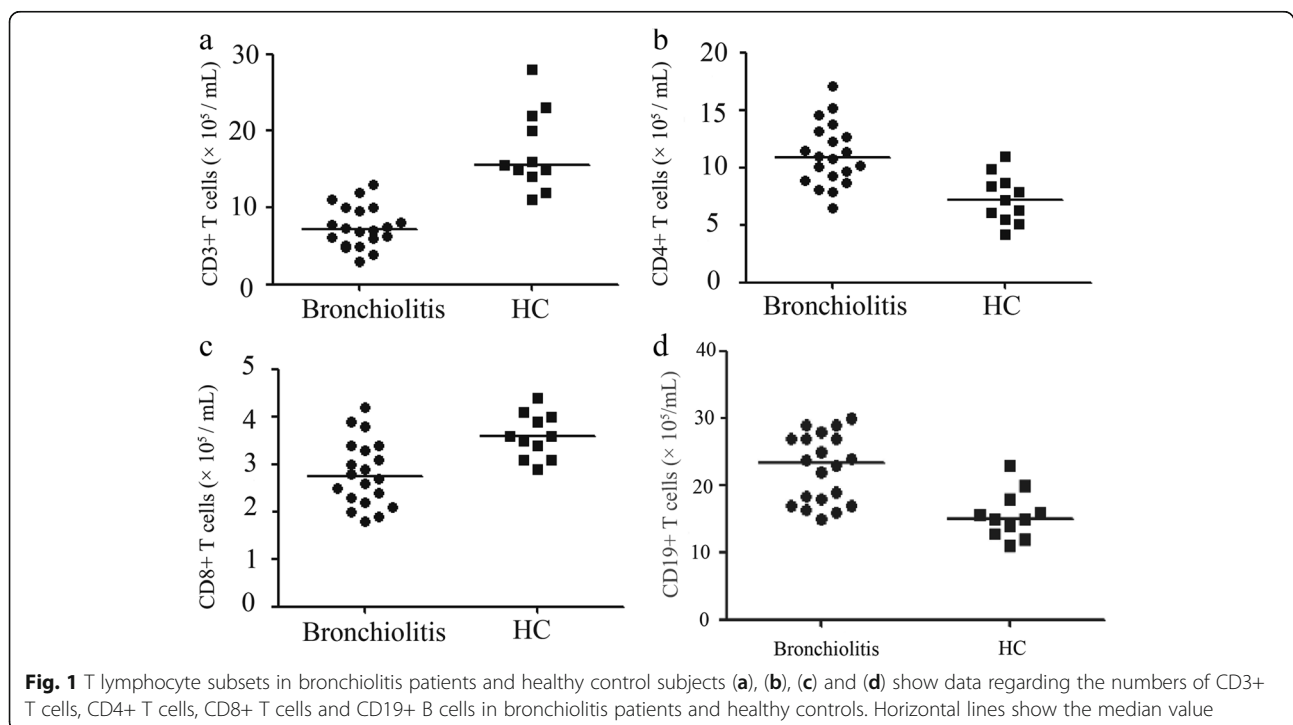 a
CD3+ T cells (× 10⁵ / mL)
30
20
10
0
Bronchiolitis HC
b
CD4+ T cells (× 10⁵ / mL)
20
15
10
5
0
Bronchiolitis HC
c
CD8+ T cells (× 10⁵ / mL)
5
4
3
2
1
0
Bronchiolitis HC
d
CD19+ T cells (× 10⁵/mL)
40
30
20
10
0
Bronchiolitis HC
Fig. 1 T lymphocyte subsets in bronchiolitis patients and healthy control subjects (a), (b), (c) and (d) show data regarding the numbers of CD3+
T cells, CD4+ T cells, CD8+ T cells and CD19+ B cells in bronchiolitis patients and healthy controls. Horizontal lines show the median value